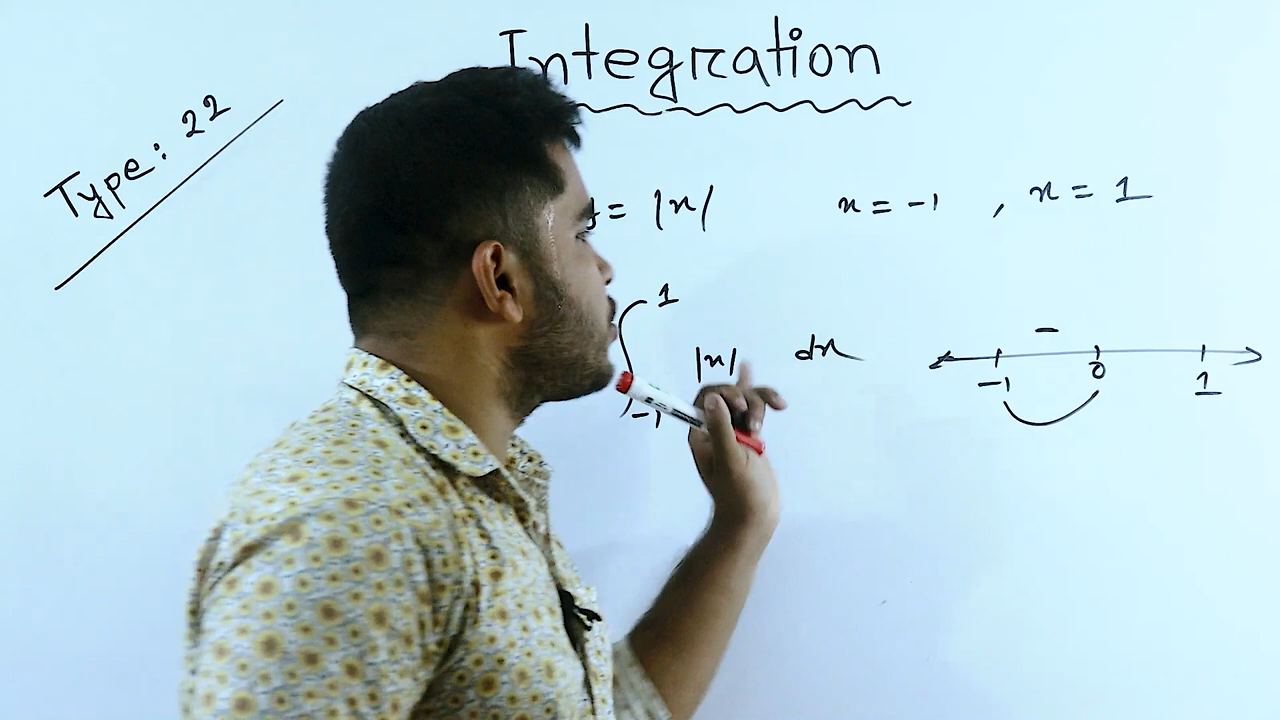 Integration
Type: 22
= |x| x = -1 , x = 1
∫ 1 -1 |x| dx
-
-1 0 1